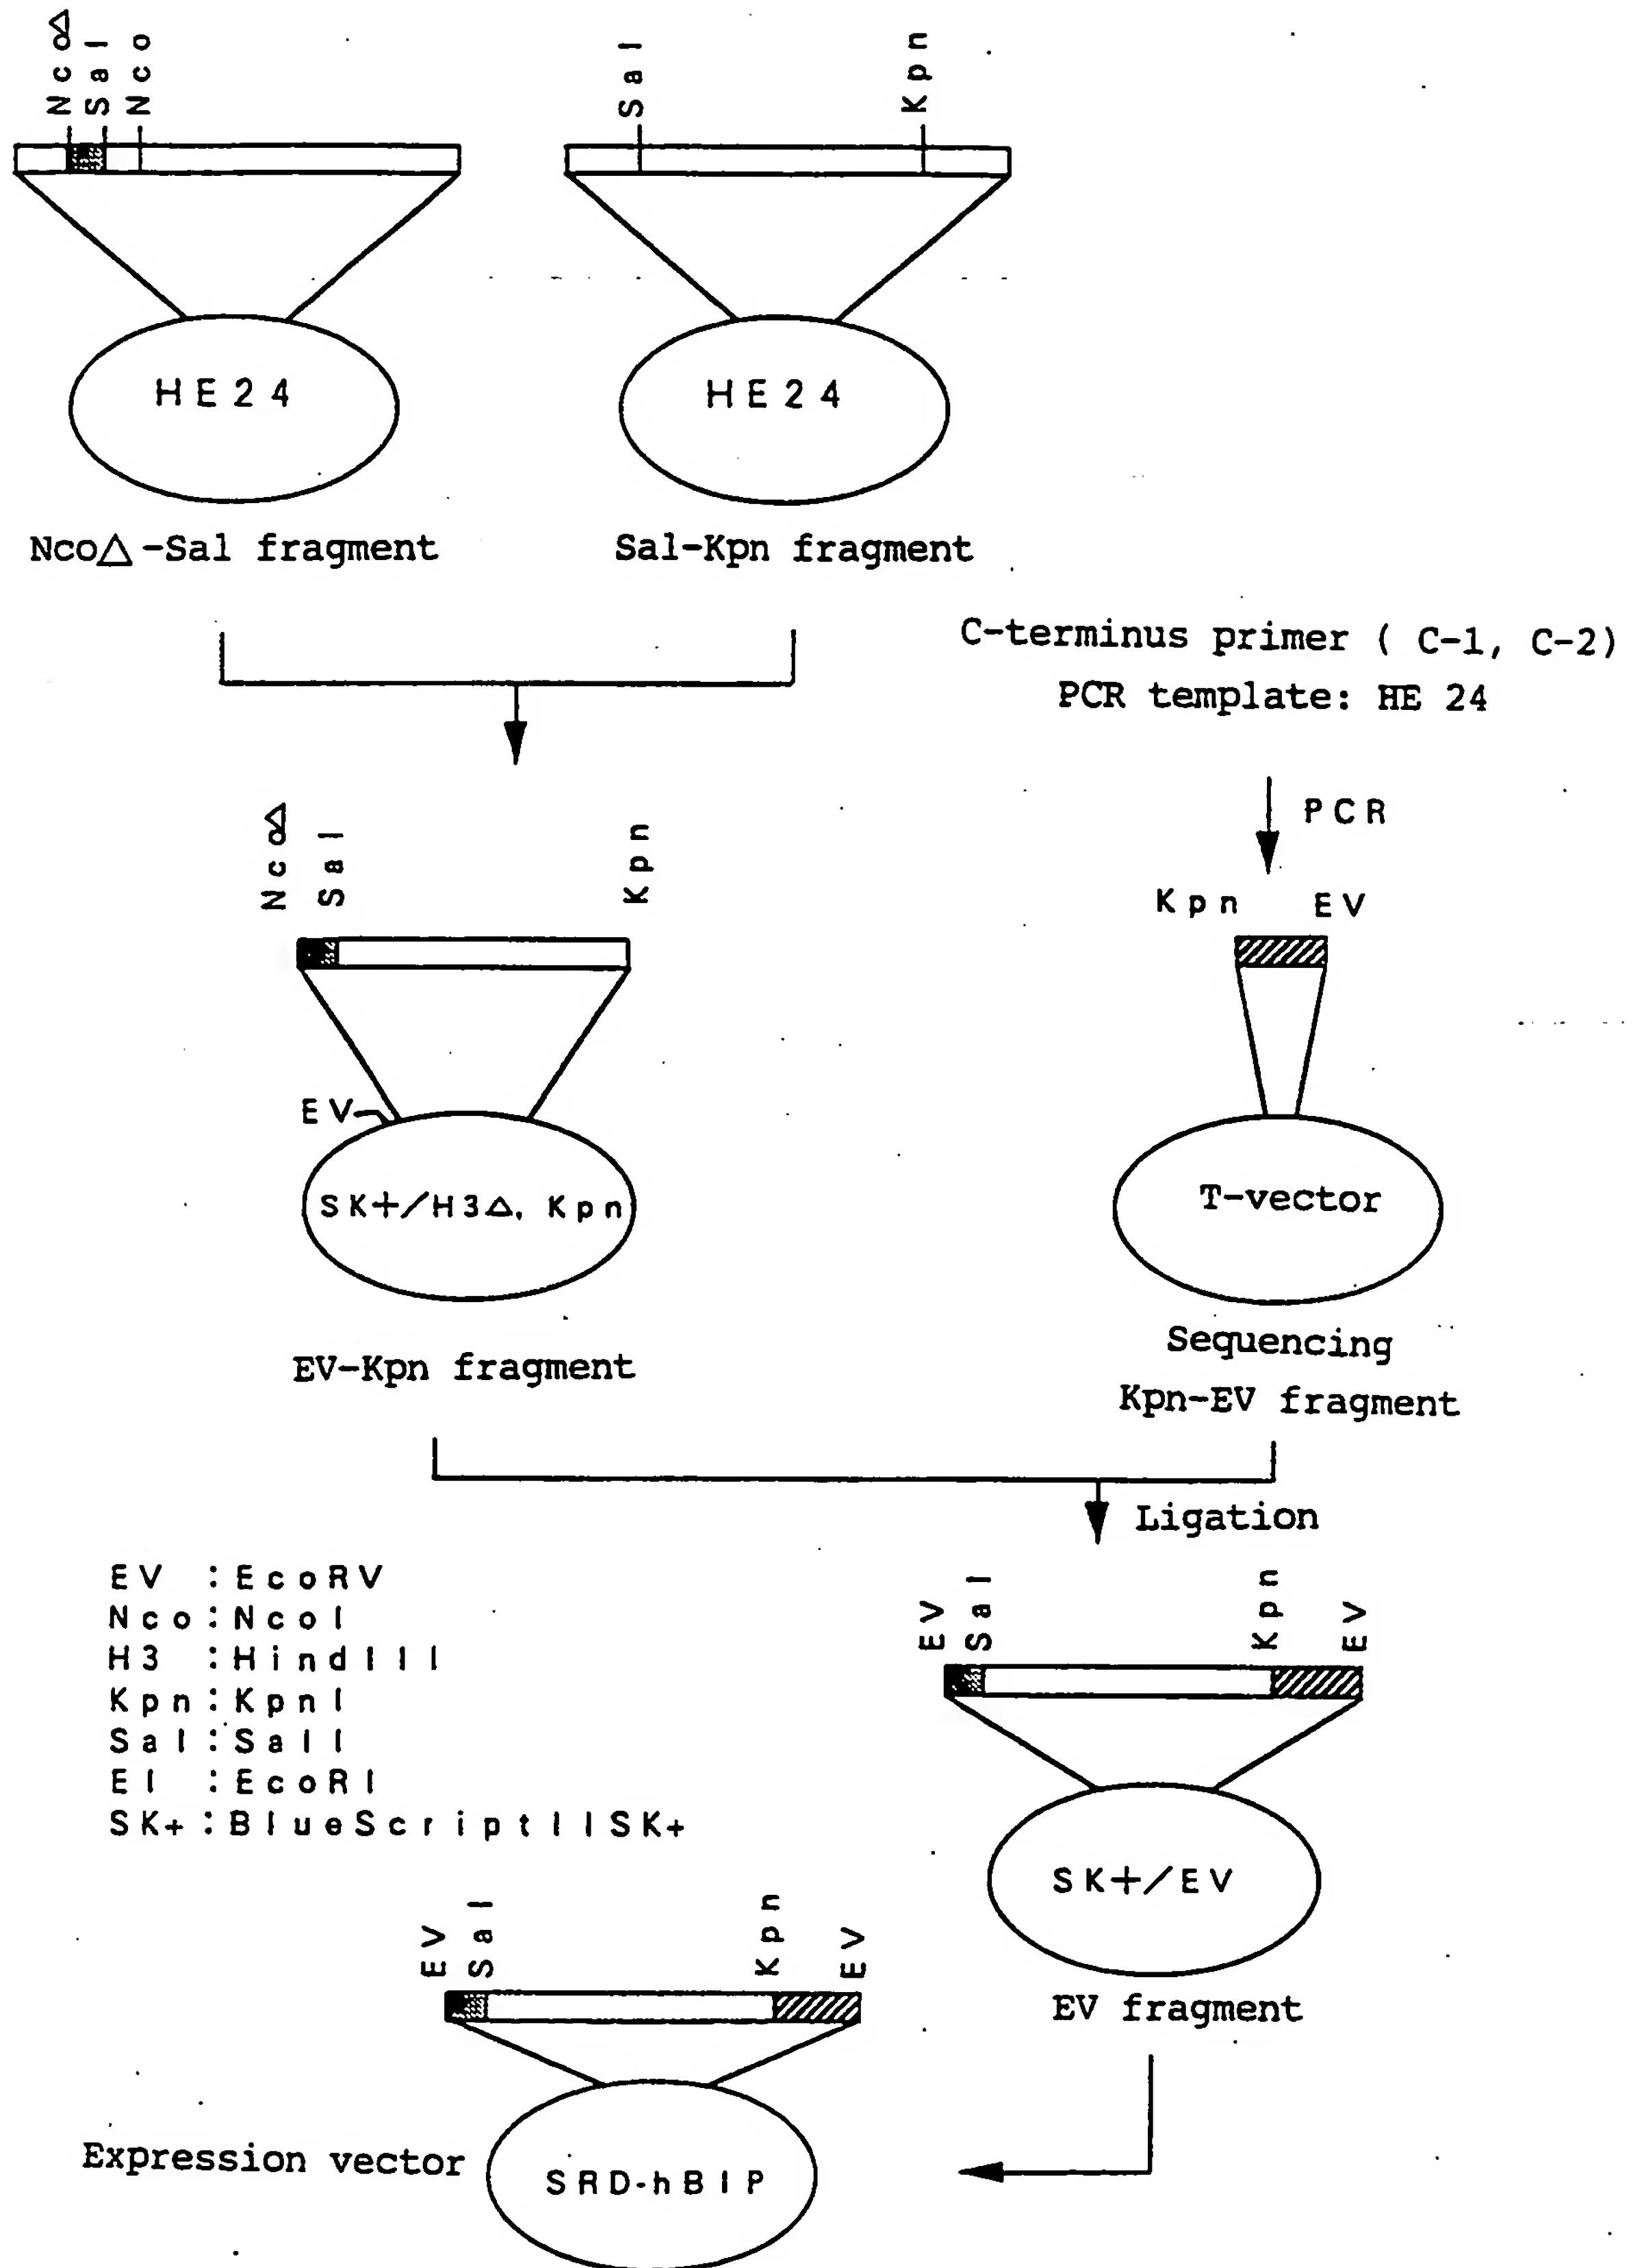 Nco△
Sal
Nco
Sal
Kpn
HE24
HE24
Nco△-Sal fragment
Sal-Kpn fragment
C-terminus primer ( C-1, C-2)
PCR template: HE 24
PCR
Nco△
Sal
Kpn
Kpn
EV
EV
SK+/H3△, Kpn
T-vector
EV-Kpn fragment
Sequencing
Kpn-EV fragment
Ligation
EV :EcoRV
Nco:NcoI
H3 :HindIII
Kpn:KpnI
Sal:SalI
EI :EcoRI
SK+:BlueScriptIISK+
EV
Sal
Kpn
EV
SK+/EV
EV fragment
EV
Sal
Kpn
EV
Expression vector
SRD-hBIP